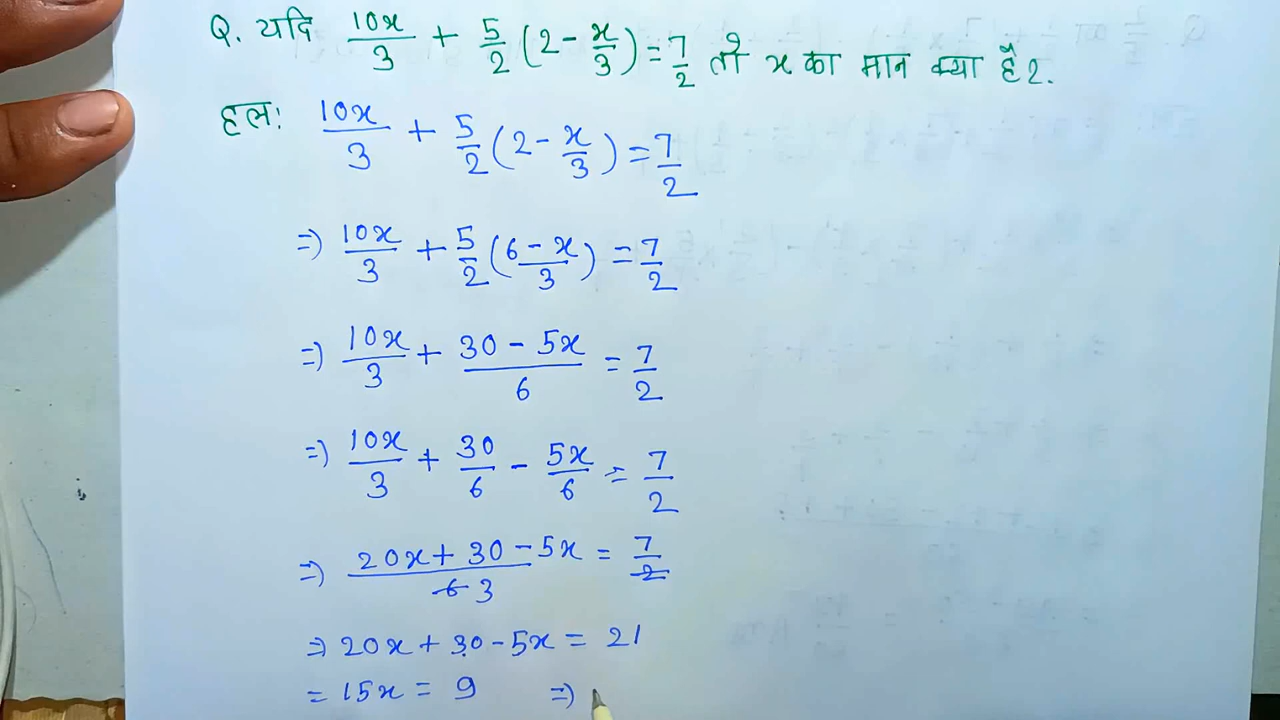 Q. यदि 10x/3 + 5/2 (2 - x/3) = 7/2 तो x का मान क्या है?.
हलः 10x/3 + 5/2 (2 - x/3) = 7/2
=) 10x/3 + 5/2 (6 - x/3) = 7/2
=) 10x/3 + 30 - 5x/6 = 7/2
=) 10x/3 + 30/6 - 5x/6 = 7/2
=) 20x + 30 - 5x/6 3 = 7/2
=) 20x + 30 - 5x = 21
= 15x = 9 =)